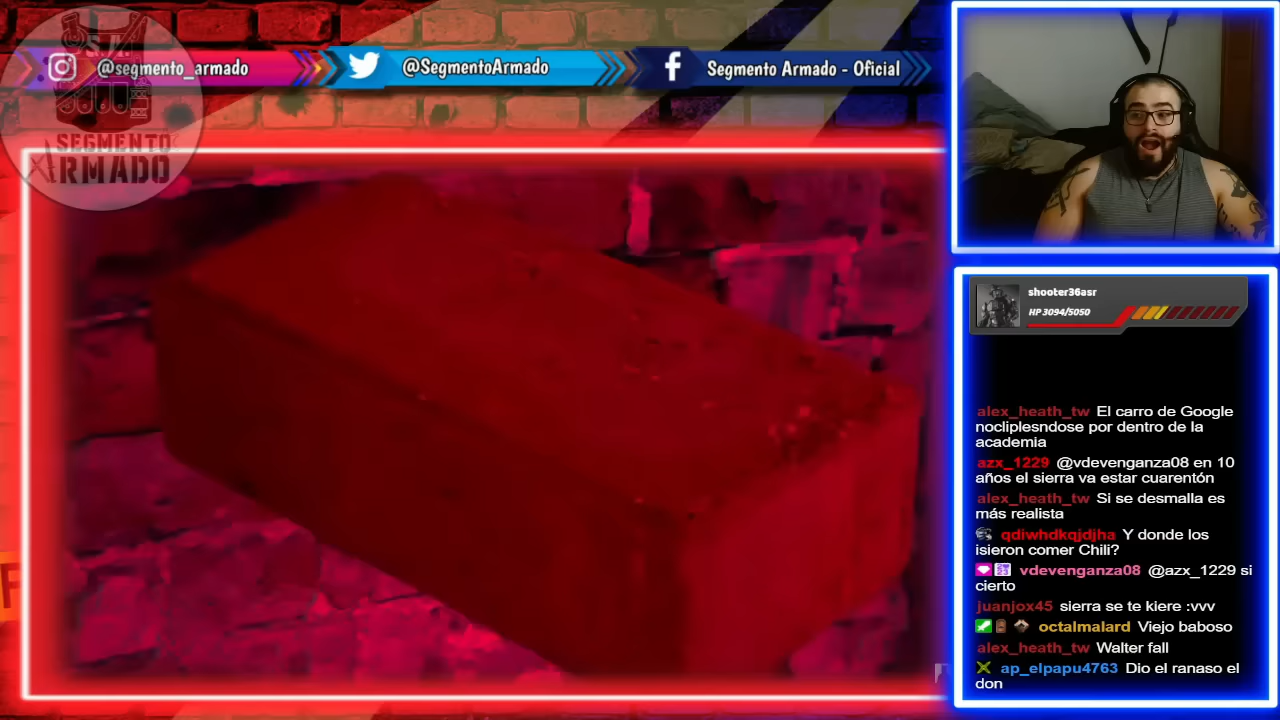 S.A.
SEGMENTO
ARMADO
@segmento_armado
@SegmentoArmado
Segmento Armado - Oficial
shooter36asr
HP 3094/5050
alex_heath_tw El carro de Google
nocliplesndose por dentro de la
academia
azx_1229 @vdevenganza08 en 10
años el sierra va estar cuarentón
alex_heath_tw Si se desmalla es
más realista
qdiwhdkqjdjha Y donde los
isieron comer Chili?
vdevenganza08 @azx_1229 si
cierto
juanjox45 sierra se te kiere :vvv
octalmalard Viejo baboso
alex_heath_tw Walter fall
ap_elpapu4763 Dio el ranaso el
don